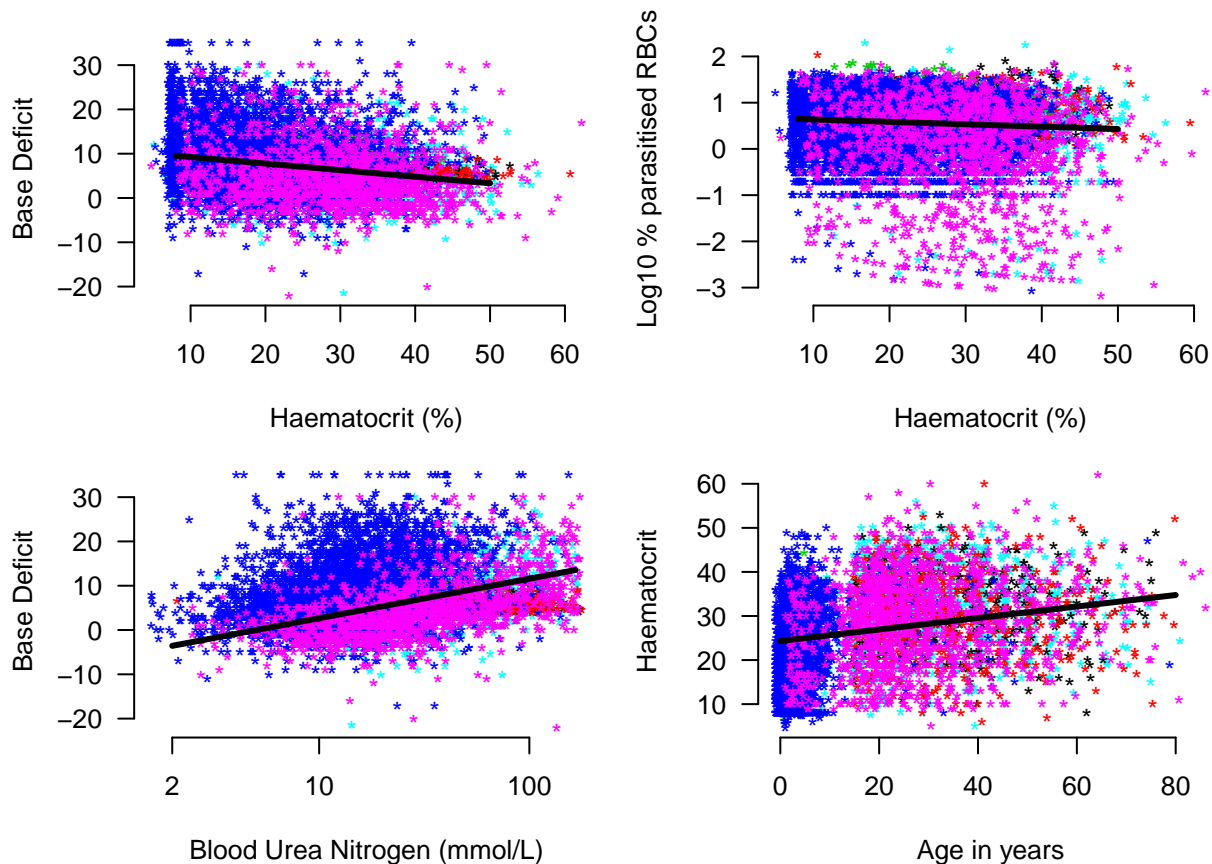 Base Deficit
30
20
10
0
−10
−20
10 20 30 40 50 60
Haematocrit (%)
Log10 % parasitised RBCs
2
1
0
−1
−2
−3
10 20 30 40 50 60
Haematocrit (%)
Base Deficit
30
20
10
0
−10
−20
2 10 100
Blood Urea Nitrogen (mmol/L)
Haematocrit
60
50
40
30
20
10
0 20 40 60 80
Age in years